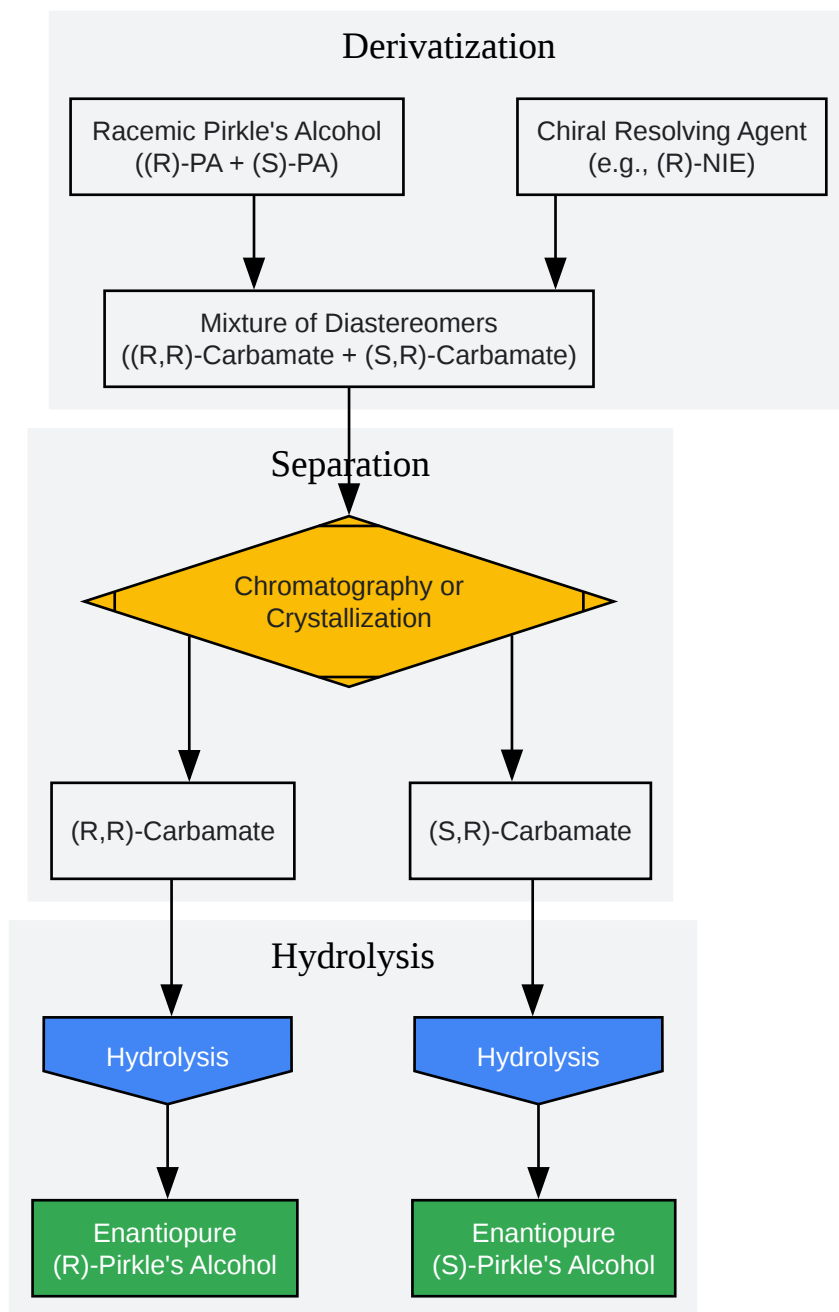 Derivatization
Racemic Pirkle's Alcohol
((R)-PA + (S)-PA)
Chiral Resolving Agent
(e.g., (R)-NIE)
Mixture of Diastereomers
((R,R)-Carbamate + (S,R)-Carbamate)
Separation
Chromatography or
Crystallization
(R,R)-Carbamate
(S,R)-Carbamate
Hydrolysis
Hydrolysis
Hydrolysis
Enantiopure
(R)-Pirkle's Alcohol
Enantiopure
(S)-Pirkle's Alcohol